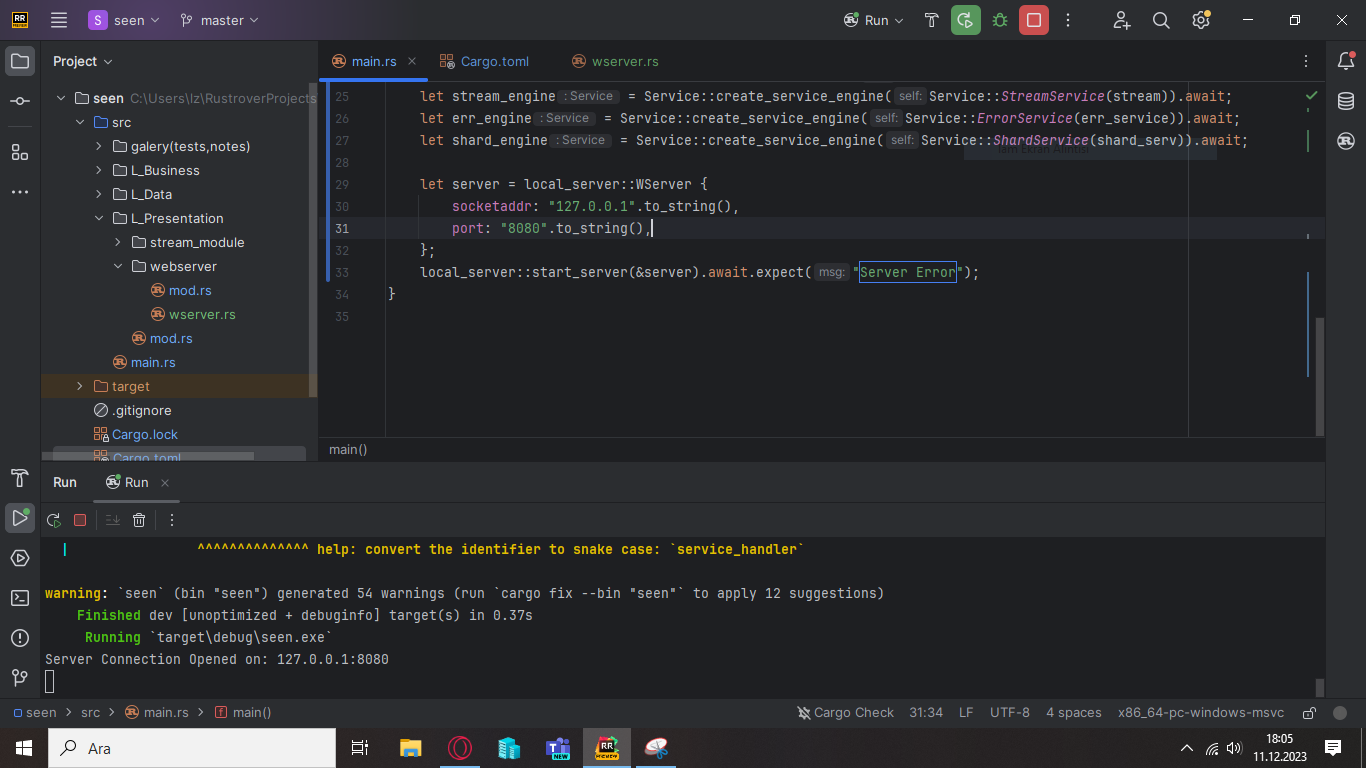 RR
S seen
master
Run
Project
main.rs
Cargo.toml
wserver.rs
seen C:\Users\lz\RustroverProjects
src
galery(tests,notes)
L_Business
L_Data
L_Presentation
stream_module
webserver
mod.rs
wserver.rs
mod.rs
main.rs
target
.gitignore
Cargo.lock
Cargo.toml
25 let stream_engine : Service = Service::create_service_engine( self: Service::StreamService(stream)).await;
26 let err_engine : Service = Service::create_service_engine( self: Service::ErrorService(err_service)).await;
27 let shard_engine : Service = Service::create_service_engine( self: Service::ShardService(shard_serv)).await;
28
29 let server = local_server::WServer {
30 socketaddr: "127.0.0.1".to_string(),
31 port: "8080".to_string(),
32 };
33 local_server::start_server(&server).await.expect( msg: "Server Error");
34 }
35
main()
Run
Run
| ^^^^^^^^^^^^^^ help: convert the identifier to snake case: `service_handler`
warning: `seen` (bin "seen") generated 54 warnings (run `cargo fix --bin "seen"` to apply 12 suggestions)
Finished dev [unoptimized + debuginfo] target(s) in 0.37s
Running `target\debug\seen.exe`
Server Connection Opened on: 127.0.0.1:8080
seen > src > main.rs > main()
Cargo Check
31:34
LF
UTF-8
4 spaces
x86_64-pc-windows-msvc
Ara
NEW
RR
18:05
11.12.2023